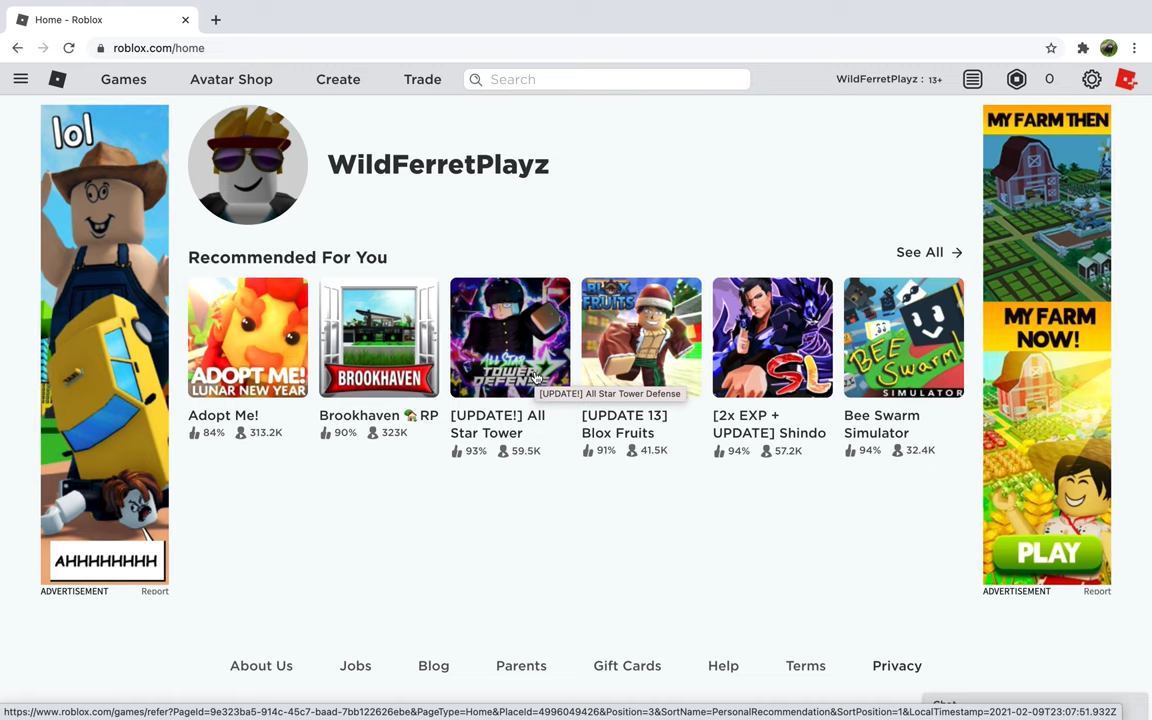 Home - Roblox
roblox.com/home
Games
Avatar Shop
Create
Trade
Search
WildFerretPlayz : 13+
0
lol
AHHHHHHHH
ADVERTISEMENT
Report
WildFerretPlayz
Recommended For You
See All
ADOPT ME!
LUNAR NEW YEAR
Adopt Me!
84% 313.2K
BROOKHAVEN
Brookhaven 🏡RP
90% 323K
ALL STAR
TOWER
DEFENSE
[UPDATE!] All Star Tower Defense
[UPDATE!] All
Star Tower
93% 59.5K
BLOX
FRUITS
[UPDATE 13]
Blox Fruits
91% 41.5K
SL
[2x EXP +
UPDATE] Shindo
94% 57.2K
BEE SWARM
SIMULATOR
Bee Swarm
Simulator
94% 32.4K
MY FARM THEN
MY FARM
NOW!
PLAY
ADVERTISEMENT
Report
About Us
Jobs
Blog
Parents
Gift Cards
Help
Terms
Privacy
Chat
https://www.roblox.com/games/refer?PageId=9e323ba5-914c-45c7-baad-7bb122626ebe&PageType=Home&PlaceId=4996049426&Position=3&SortName=PersonalRecommendation&SortPosition=1&LocalTimestamp=2021-02-09T23:07:51.932Z